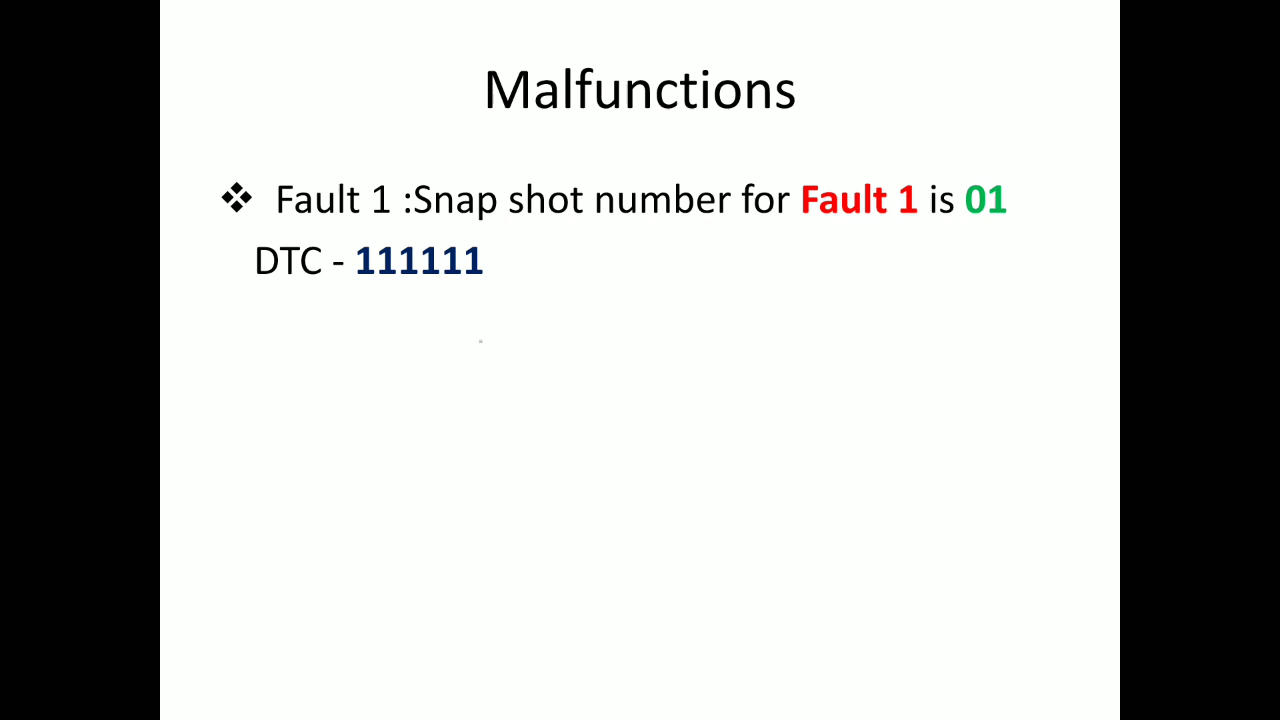 Malfunctions
❖ Fault 1 :Snap shot number for Fault 1 is 01
DTC - 111111